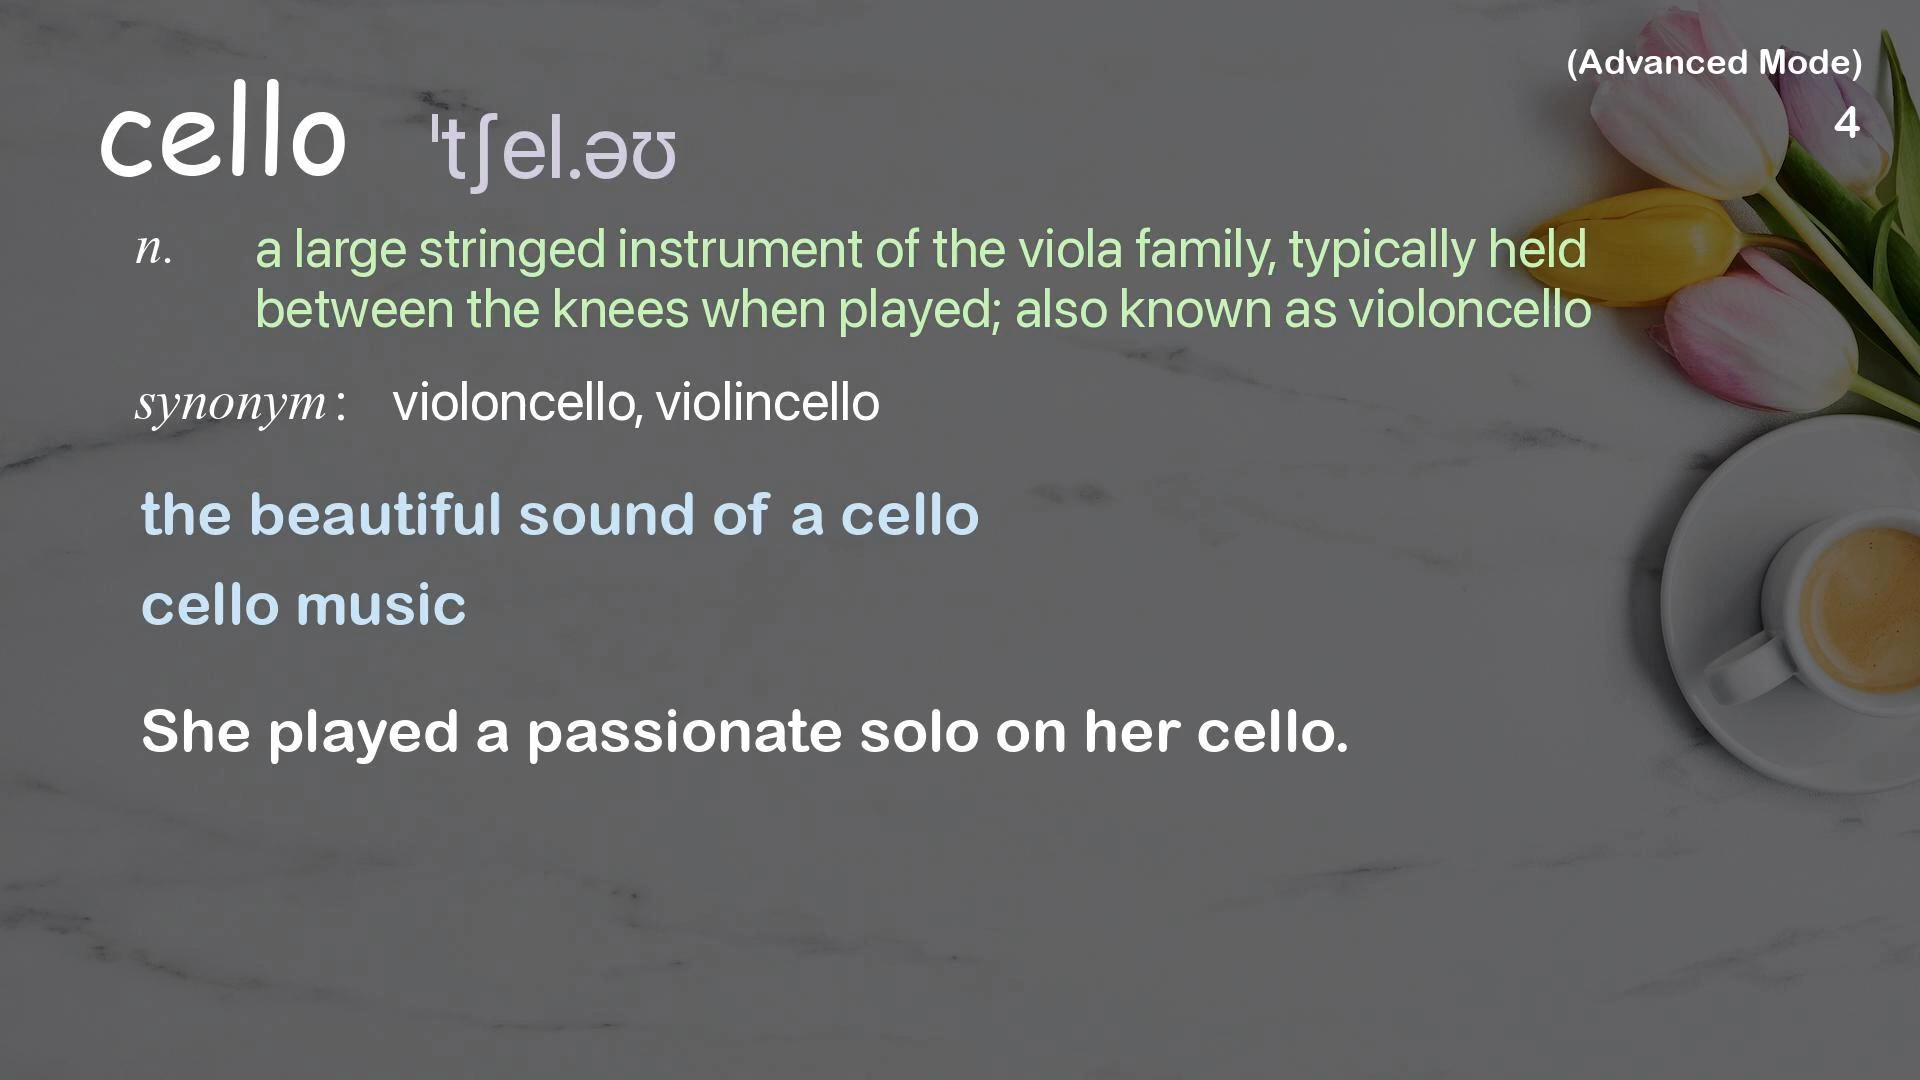 (Advanced Mode)
4
cello ˈtʃel.əʊ
n. a large stringed instrument of the viola family, typically held
between the knees when played; also known as violoncello
synonym: violoncello, violincello
the beautiful sound of a cello
cello music
She played a passionate solo on her cello.